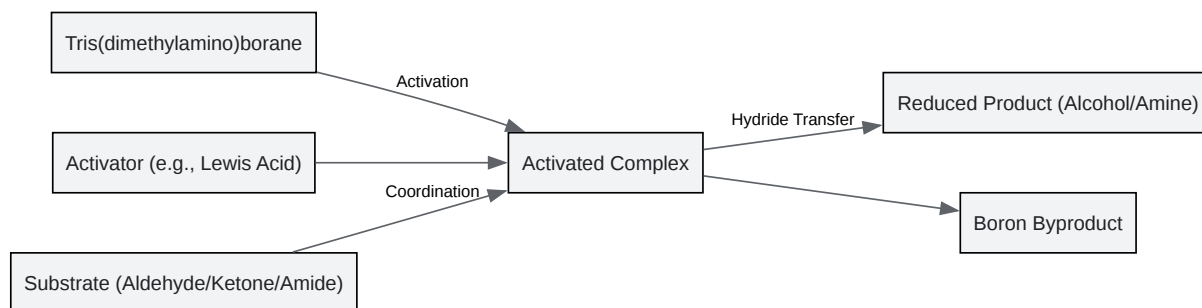 Tris(dimethylamino)borane
Activation
Reduced Product (Alcohol/Amine)
Hydride Transfer
Activator (e.g., Lewis Acid)
Activated Complex
Coordination
Boron Byproduct
Substrate (Aldehyde/Ketone/Amide)